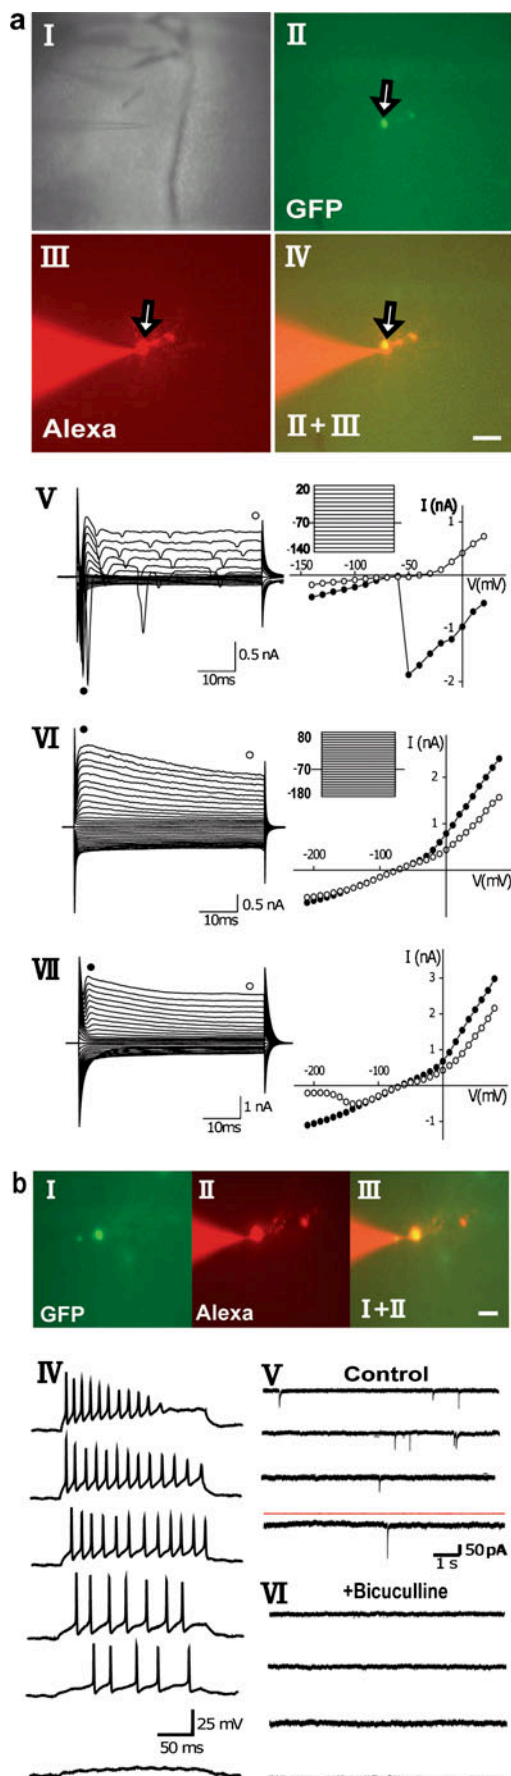 a
I
II
GFP
III
Alexa
IV
II + III
V
0.5 nA
10ms
20
-70
-140
I (nA)
1
-150
-100
-50
V(mV)
-1
-2
VI
0.5 nA
10ms
80
-70
-180
I (nA)
2
1
-200
-100
V(mV)
VII
1 nA
10ms
I (nA)
3
2
1
-200
-100
V(mV)
-1
b
I
GFP
II
Alexa
III
I+II
IV
25 mV
50 ms
V
Control
50 pA
1 s
VI
+Bicuculline